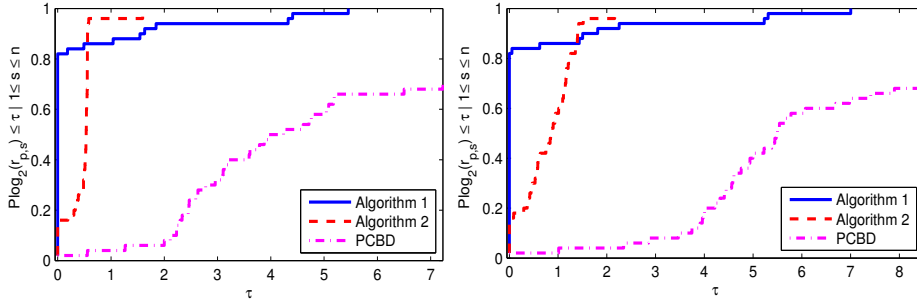 1
0.8
0.6
0.4
0.2
0
0 1 2 3 4 5 6 7
τ
Plog₂(r_{p,s}) ≤ τ | 1 ≤ s ≤ n
Algorithm 1
Algorithm 2
PCBD
1
0.8
0.6
0.4
0.2
0
0 1 2 3 4 5 6 7 8
τ
Plog₂(r_{p,s}) ≤ τ | 1 ≤ s ≤ n
Algorithm 1
Algorithm 2
PCBD